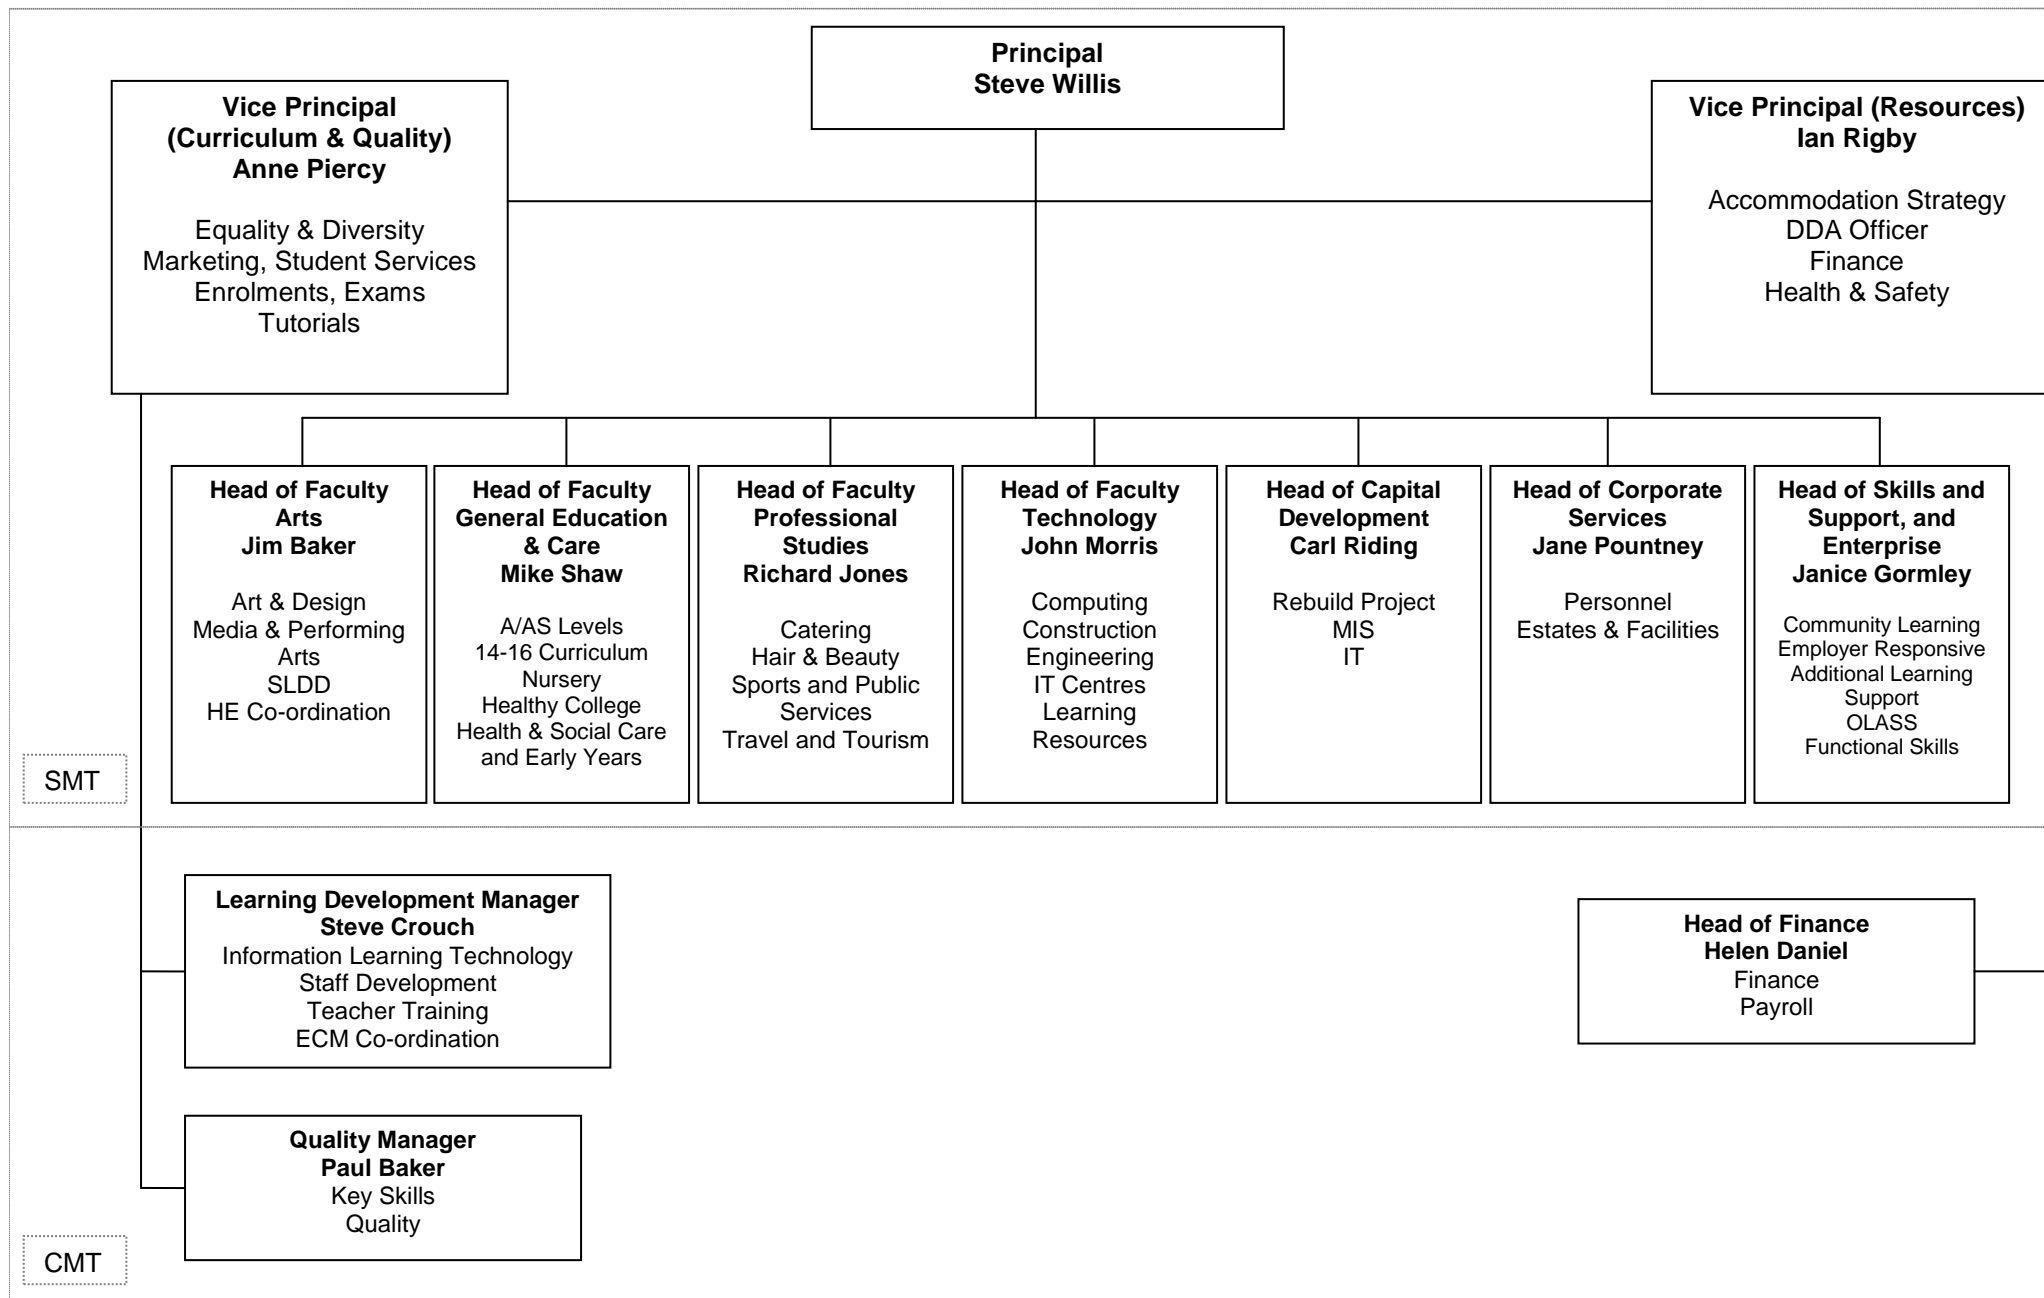 Principal
Steve Willis
Vice Principal
(Curriculum & Quality)
Anne Piercy
Equality & Diversity
Marketing, Student Services
Enrolments, Exams
Tutorials
Vice Principal (Resources)
Ian Rigby
Accommodation Strategy
DDA Officer
Finance
Health & Safety
Head of Faculty
Arts
Jim Baker
Art & Design
Media & Performing
Arts
SLDD
HE Co-ordination
Head of Faculty
General Education
& Care
Mike Shaw
A/AS Levels
14-16 Curriculum
Nursery
Healthy College
Health & Social Care
and Early Years
Head of Faculty
Professional
Studies
Richard Jones
Catering
Hair & Beauty
Sports and Public
Services
Travel and Tourism
Head of Faculty
Technology
John Morris
Computing
Construction
Engineering
IT Centres
Learning
Resources
Head of Capital
Development
Carl Riding
Rebuild Project
MIS
IT
Head of Corporate
Services
Jane Pountney
Personnel
Estates & Facilities
Head of Skills and
Support, and
Enterprise
Janice Gormley
Community Learning
Employer Responsive
Additional Learning
Support
OLASS
Functional Skills
SMT
Learning Development Manager
Steve Crouch
Information Learning Technology
Staff Development
Teacher Training
ECM Co-ordination
Head of Finance
Helen Daniel
Finance
Payroll
Quality Manager
Paul Baker
Key Skills
Quality
CMT